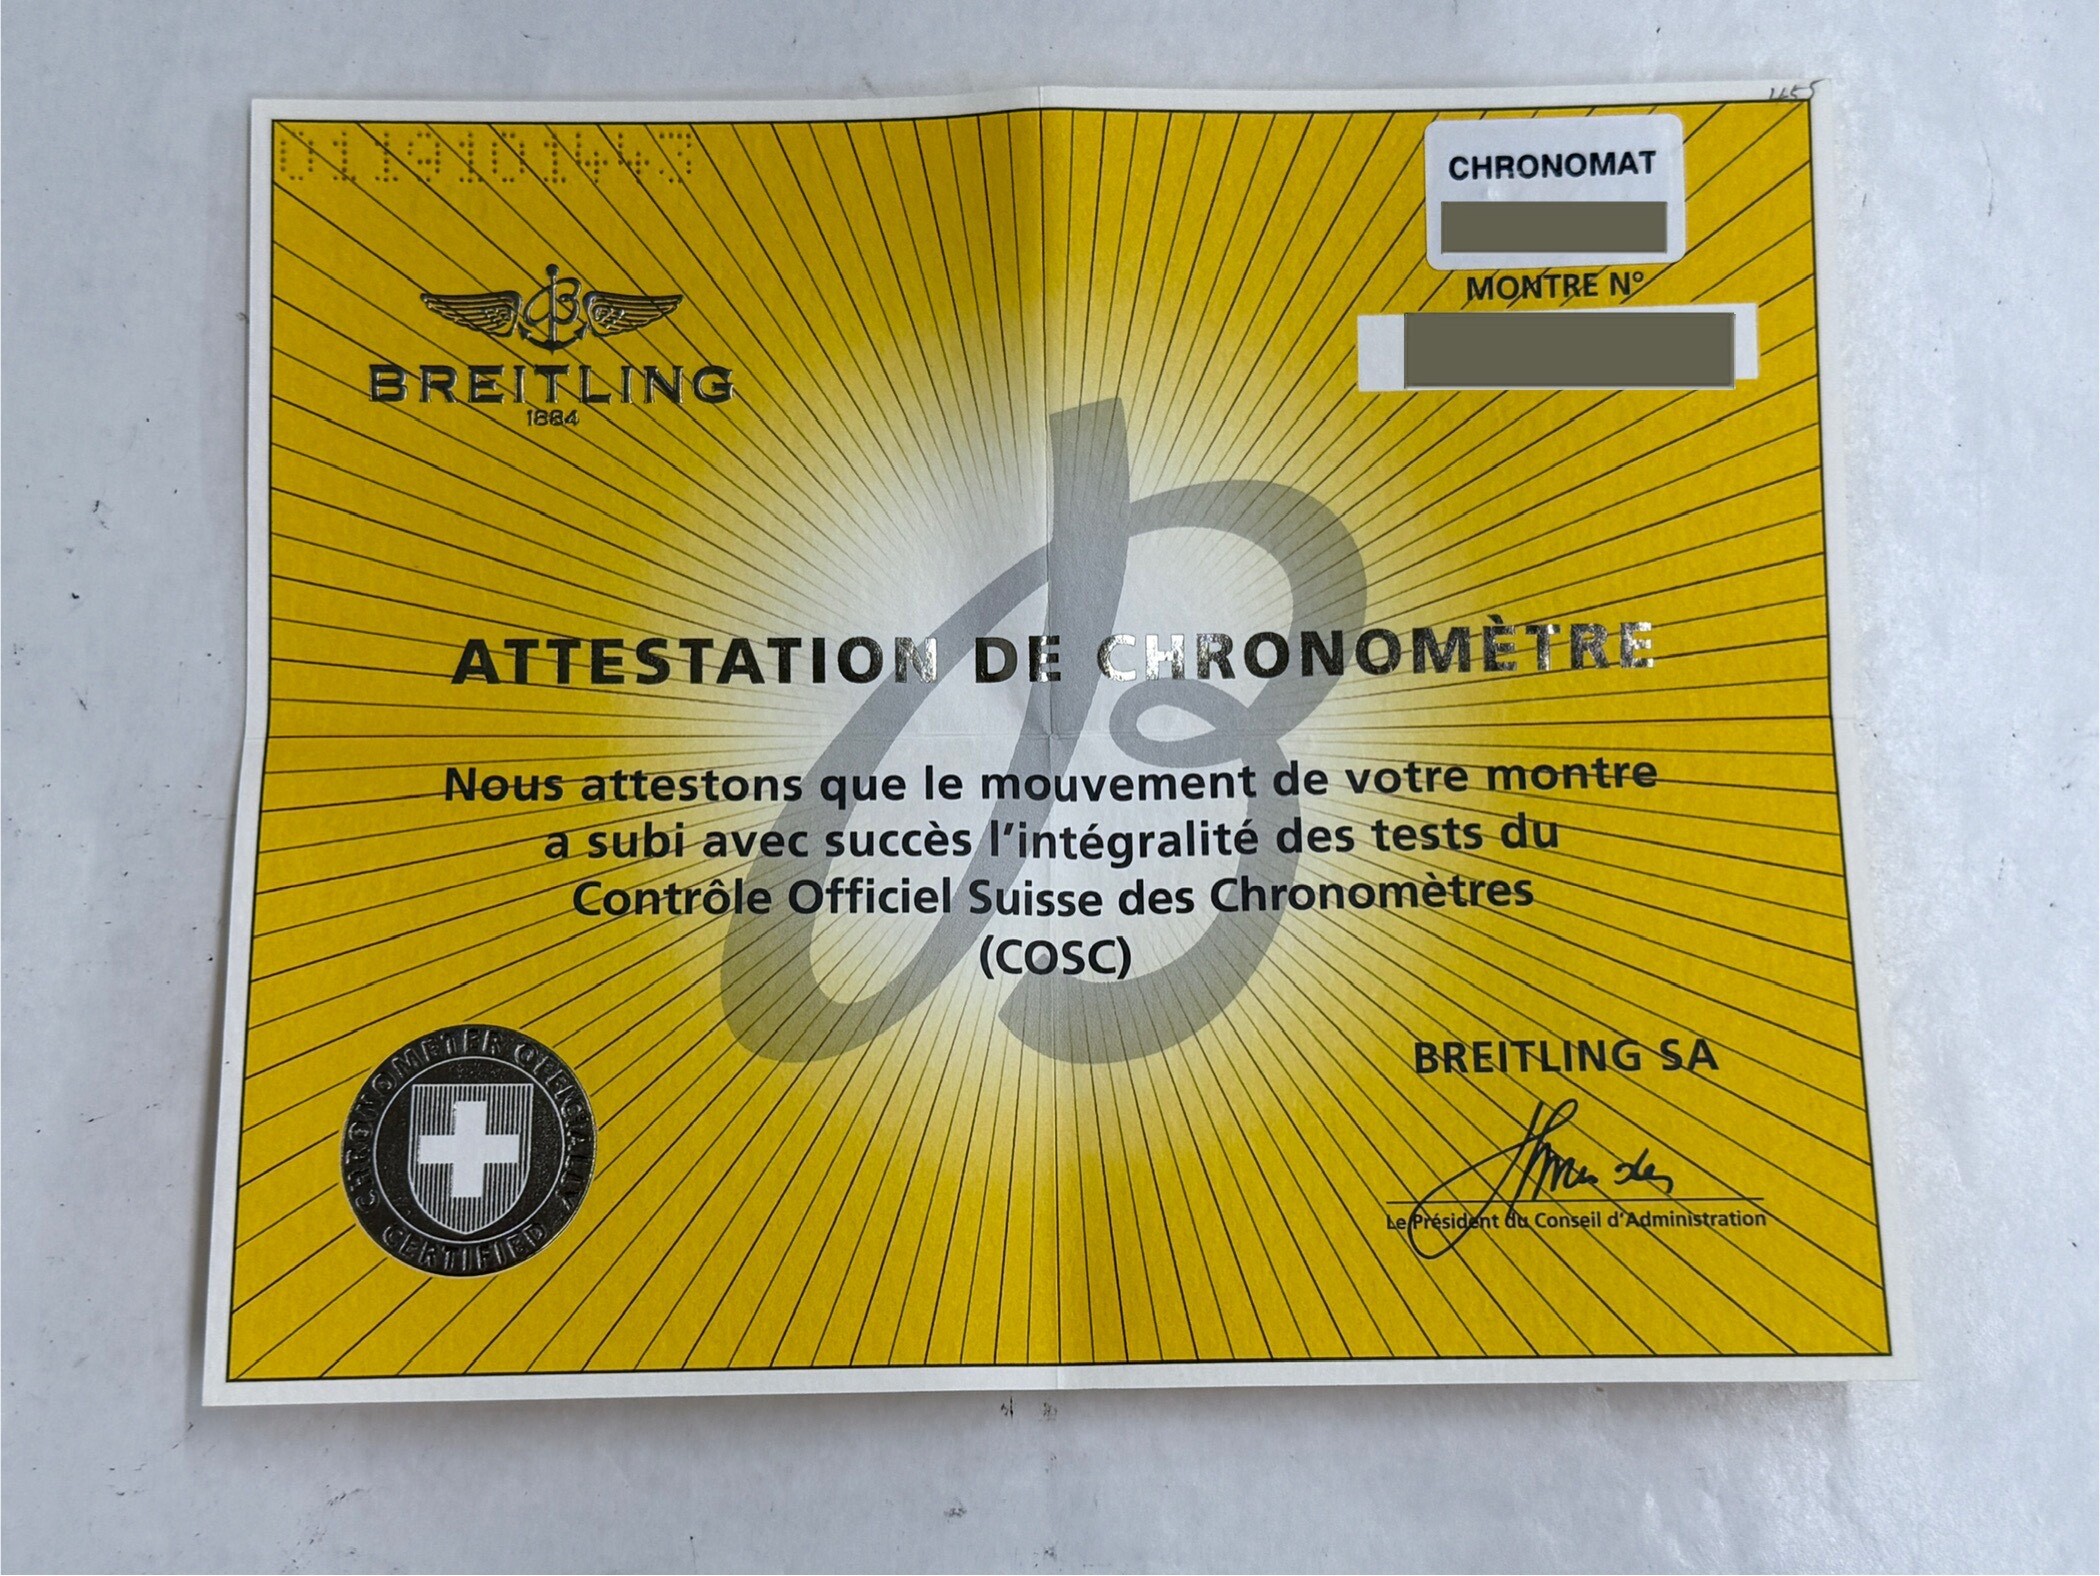 0119101443
CHRONOMAT
MONTRE N°
BREITLING
1884
ATTESTATION DE CHRONOMÈTRE
Nous attestons que le mouvement de votre montre
a subi avec succès l'intégralité des tests du
Contrôle Officiel Suisse des Chronomètres
(COSC)
CHRONOMETER OFFICIALLY CERTIFIED
BREITLING SA
Le Président du Conseil d'Administration